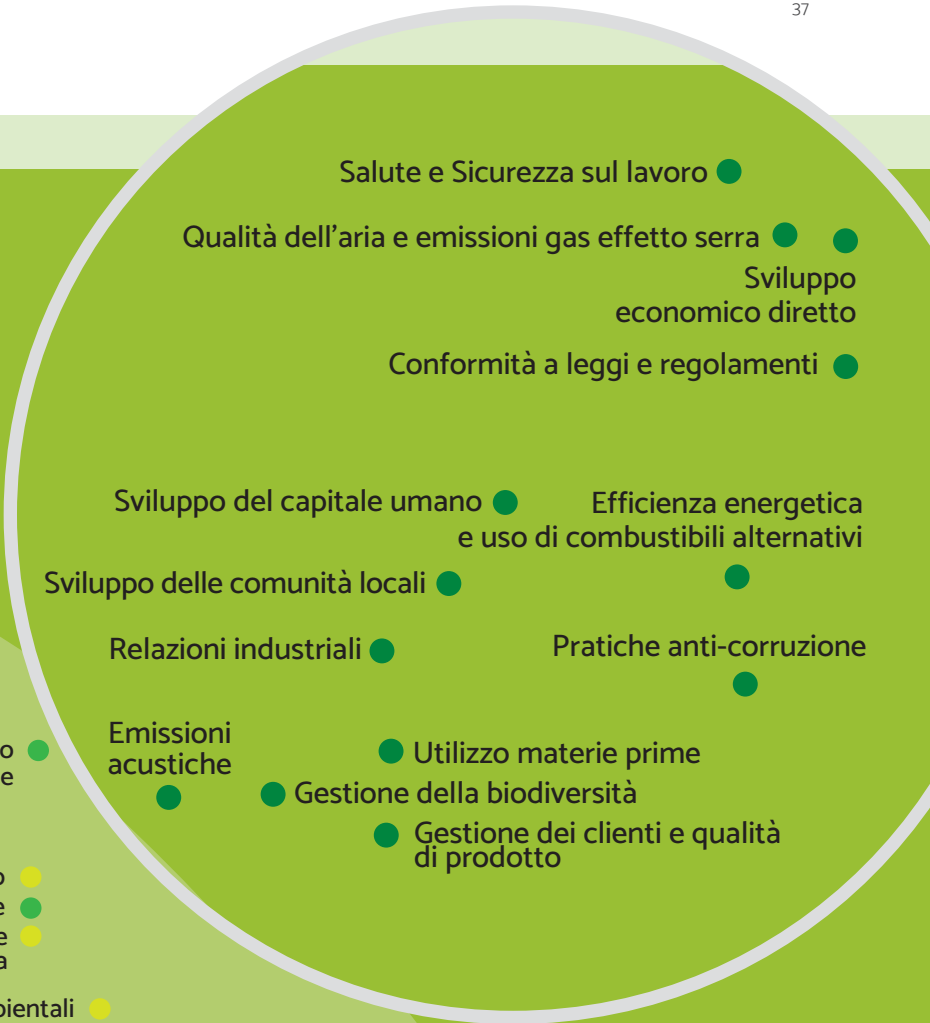 37
Salute e Sicurezza sul lavoro
Qualità dell'aria e emissioni gas effetto serra
Sviluppo
economico diretto
Conformità a leggi e regolamenti
Sviluppo del capitale umano
Efficienza energetica
e uso di combustibili alternativi
Sviluppo delle comunità locali
Relazioni industriali
Pratiche anti-corruzione
Emissioni
acustiche
Utilizzo materie prime
Gestione della biodiversità
Gestione dei clienti e qualità
di prodotto